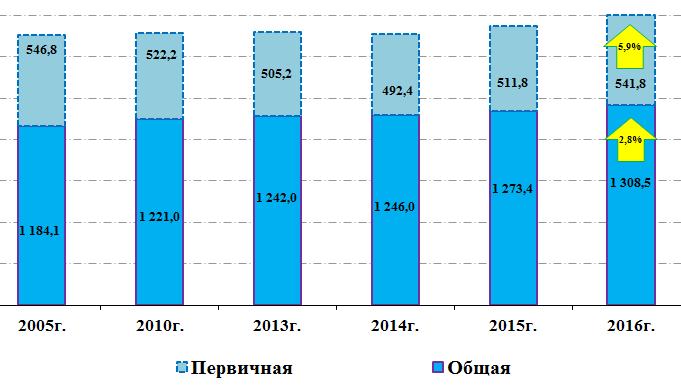 546,8
522,2
505,2
492,4
511,8
5,9%
541,8
2,8%
1 184,1
1 221,0
1 242,0
1 246,0
1 273,4
1 308,5
2005г.
2010г.
2013г.
2014г.
2015г.
2016г.
Первичная
Общая